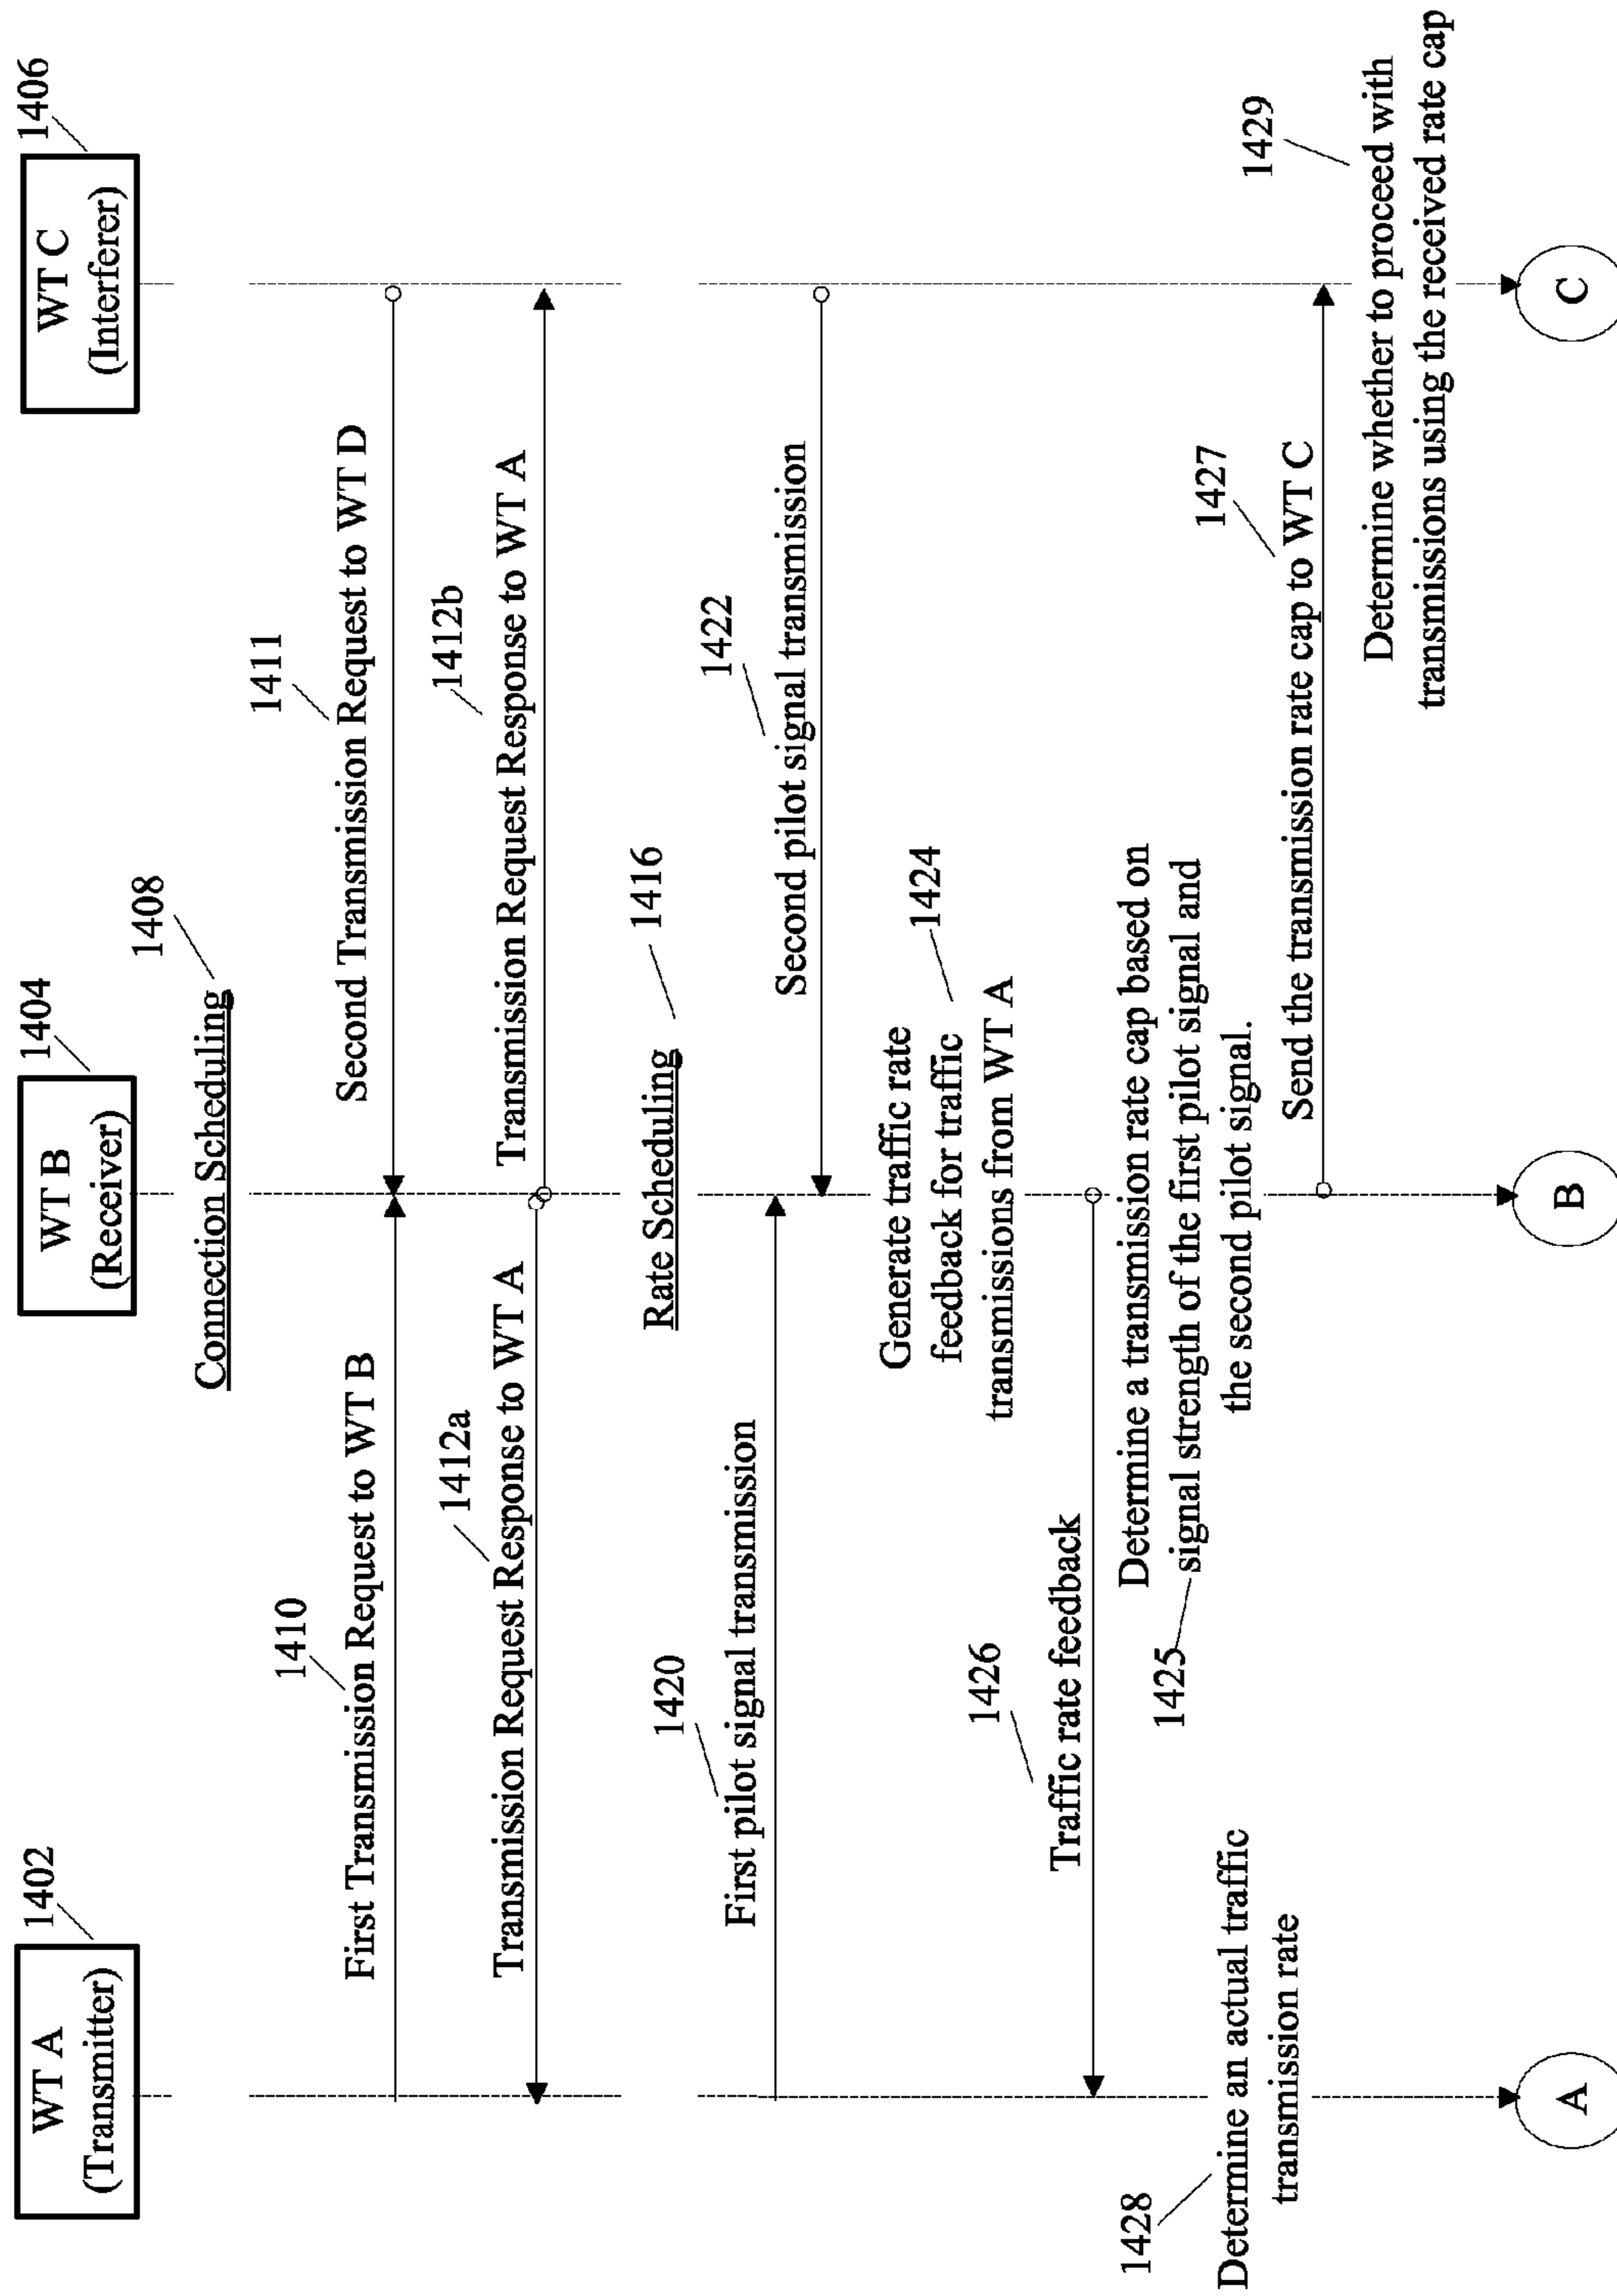 1402
WT A
(Transmitter)
1404
WT B
(Receiver)
1406
WT C
(Interferer)
1408
Connection Scheduling
1410
First Transmission Request to WT B
1411
Second Transmission Request to WT D
1412a
Transmission Request Response to WT A
1412b
Transmission Request Response to WT A
Rate Scheduling
1416
1420
First pilot signal transmission
1422
Second pilot signal transmission
1424
Generate traffic rate
feedback for traffic
transmissions from WT A
1426
Traffic rate feedback
1425
Determine a transmission rate cap based on
signal strength of the first pilot signal and
the second pilot signal.
1427
Send the transmission rate cap to WT C
1428
Determine an actual traffic
transmission rate
1429
Determine whether to proceed with
transmissions using the received rate cap
A
B
C